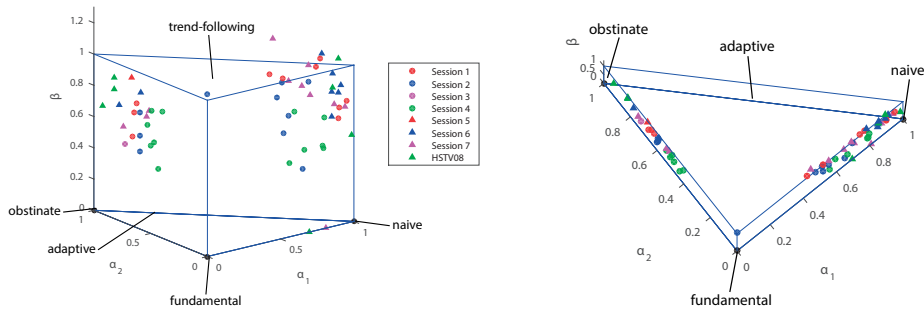 1.2
trend-following
1
0.8
β
0.6
0.4
0.2
0
obstinate
1
adaptive
0.5
α2
0
0
fundamental
0.5
α1
1
naive
Session 1
Session 2
Session 3
Session 4
Session 5
Session 6
Session 7
HSTV08
β
obstinate
1
0.5
0
adaptive
naive
1
0.8
0.6
0.4
0.2
α2
0
0
fundamental
0.2
0.4
α1
0.6
0.8
1